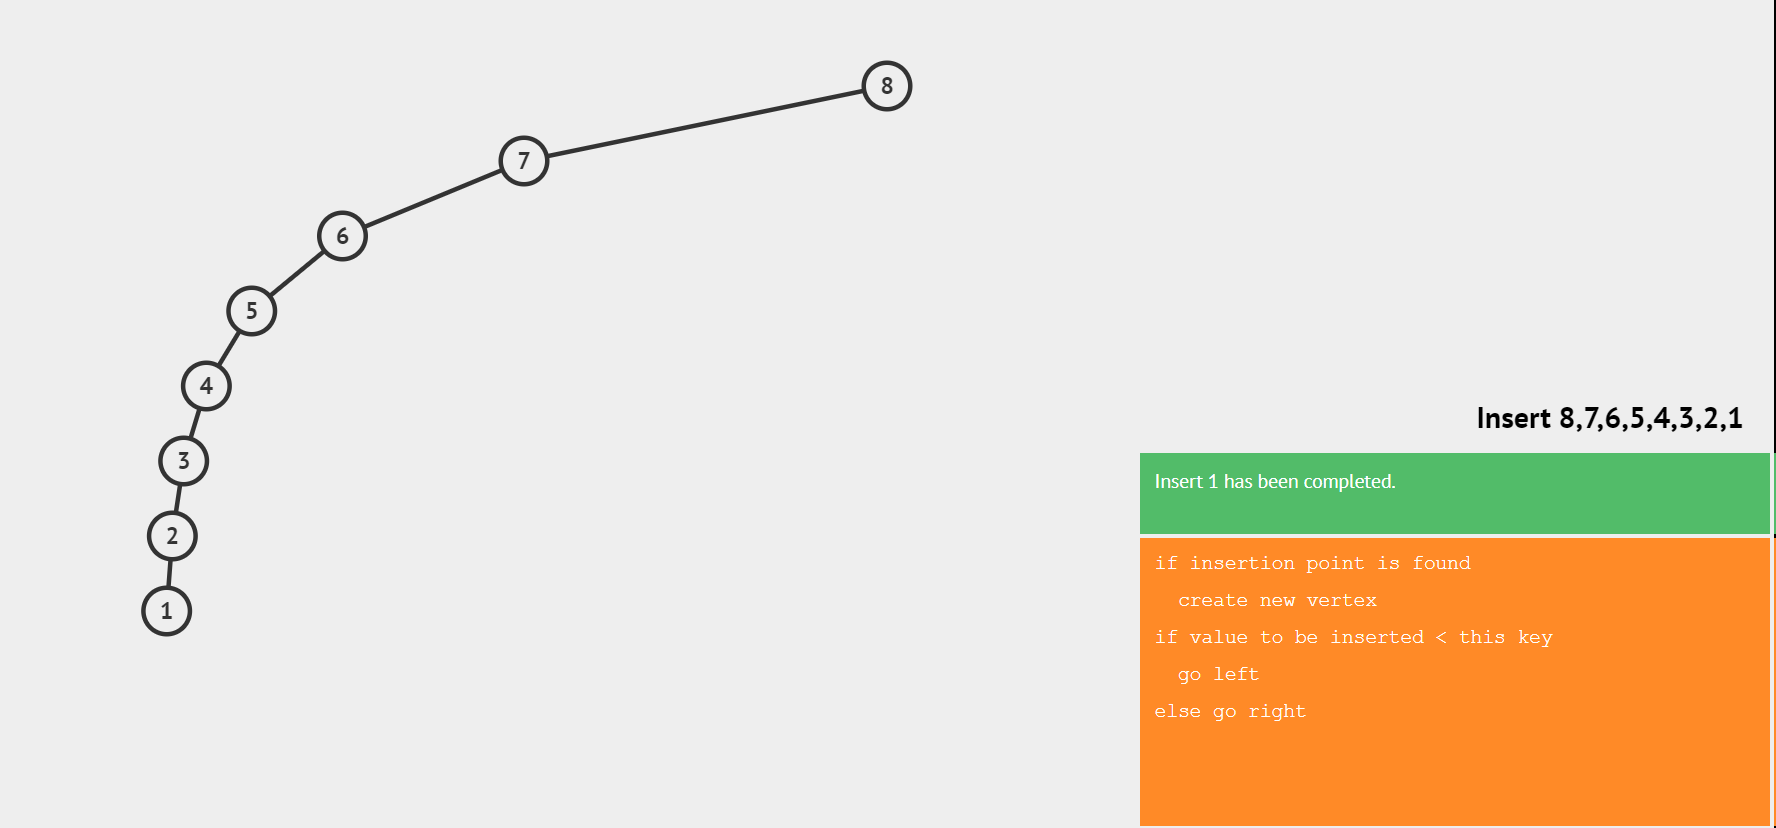 8
7
6
5
4
3
2
1
Insert 8,7,6,5,4,3,2,1
Insert 1 has been completed.
if insertion point is found
create new vertex
if value to be inserted < this key
go left
else go right